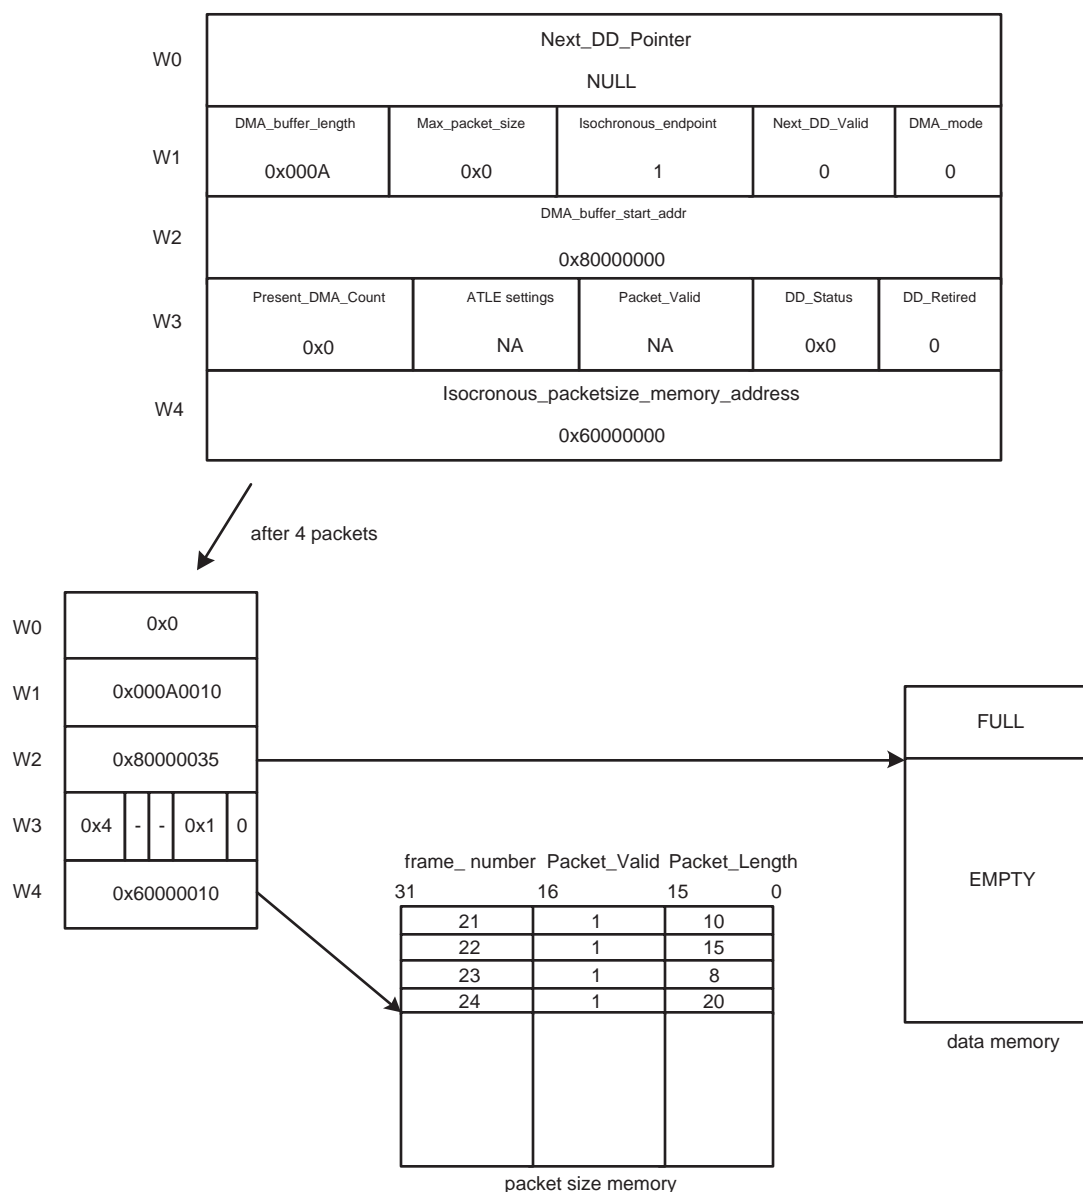 Next_DD_Pointer
W0
NULL
DMA_buffer_length Max_packet_size Isochronous_endpoint Next_DD_Valid DMA_mode
W1
0x000A 0x0 1 0 0
DMA_buffer_start_addr
W2
0x80000000
Present_DMA_Count ATLE settings Packet_Valid DD_Status DD_Retired
W3
0x0 NA NA 0x0 0
Isocronous_packetsize_memory_address
W4
0x60000000
after 4 packets
W0 0x0
W1 0x000A0010
W2 0x80000035
W3 0x4 - - 0x1 0
W4 0x60000010
FULL
EMPTY
data memory
frame_ number Packet_Valid Packet_Length
31 16 15 0
21 1 10
22 1 15
23 1 8
24 1 20
packet size memory